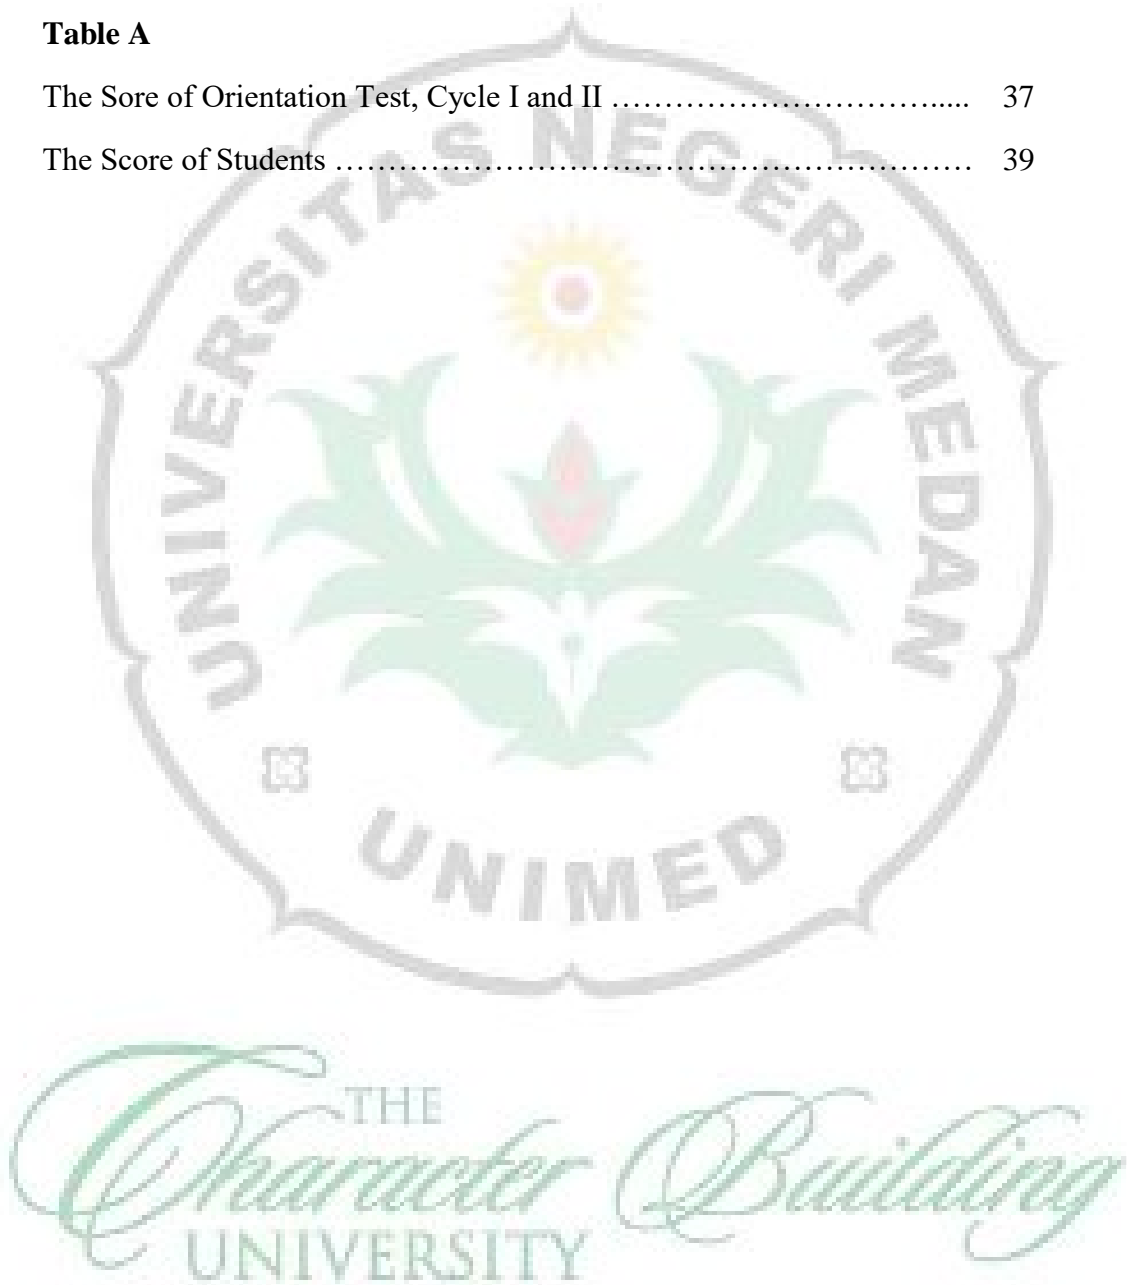 Table A
The Sore of Orientation Test, Cycle I and II ………………………….... 37
The Score of Students …………………………………………………… 39
UNIVERSITAS NEGERI MEDAN
UNIMED
THE
Character Building
UNIVERSITY